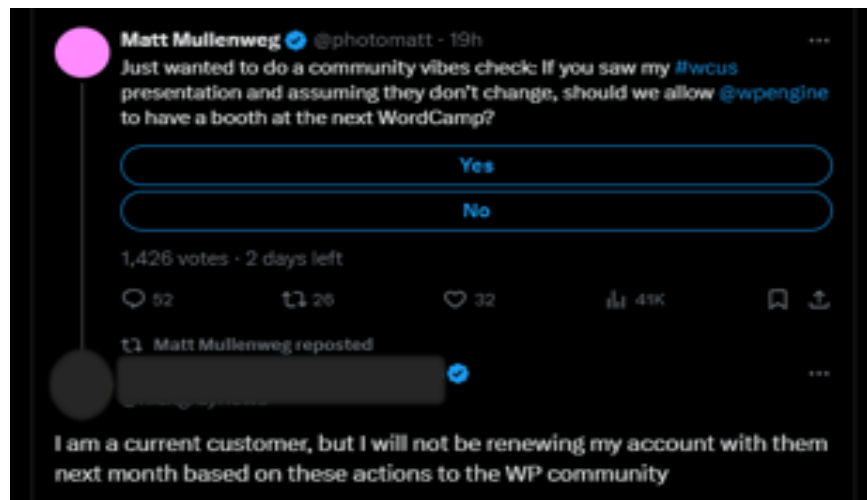 Matt Mullenweg @photomatt · 19h
Just wanted to do a community vibes check: If you saw my #wcus
presentation and assuming they don't change, should we allow @wpengine
to have a booth at the next WordCamp?
Yes
No
1,426 votes · 2 days left
52 26 32 41K
Matt Mullenweg reposted
I am a current customer, but I will not be renewing my account with them
next month based on these actions to the WP community